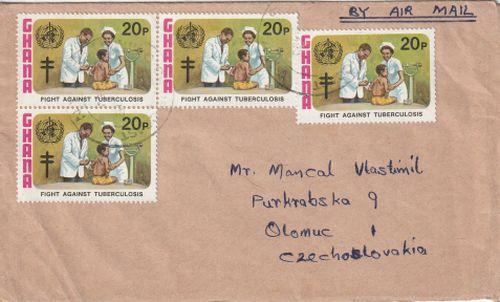 GHANA 20P
FIGHT AGAINST TUBERCULOSIS
GHANA 20P
FIGHT AGAINST TUBERCULOSIS
GHANA 20P
FIGHT AGAINST TUBERCULOSIS
GHANA 20P
FIGHT AGAINST TUBERCULOSIS
BY AIR MAIL
Mr. Mancal Vlastimil
Purkrabska 9
Olomuc 1
Czechoslovakia